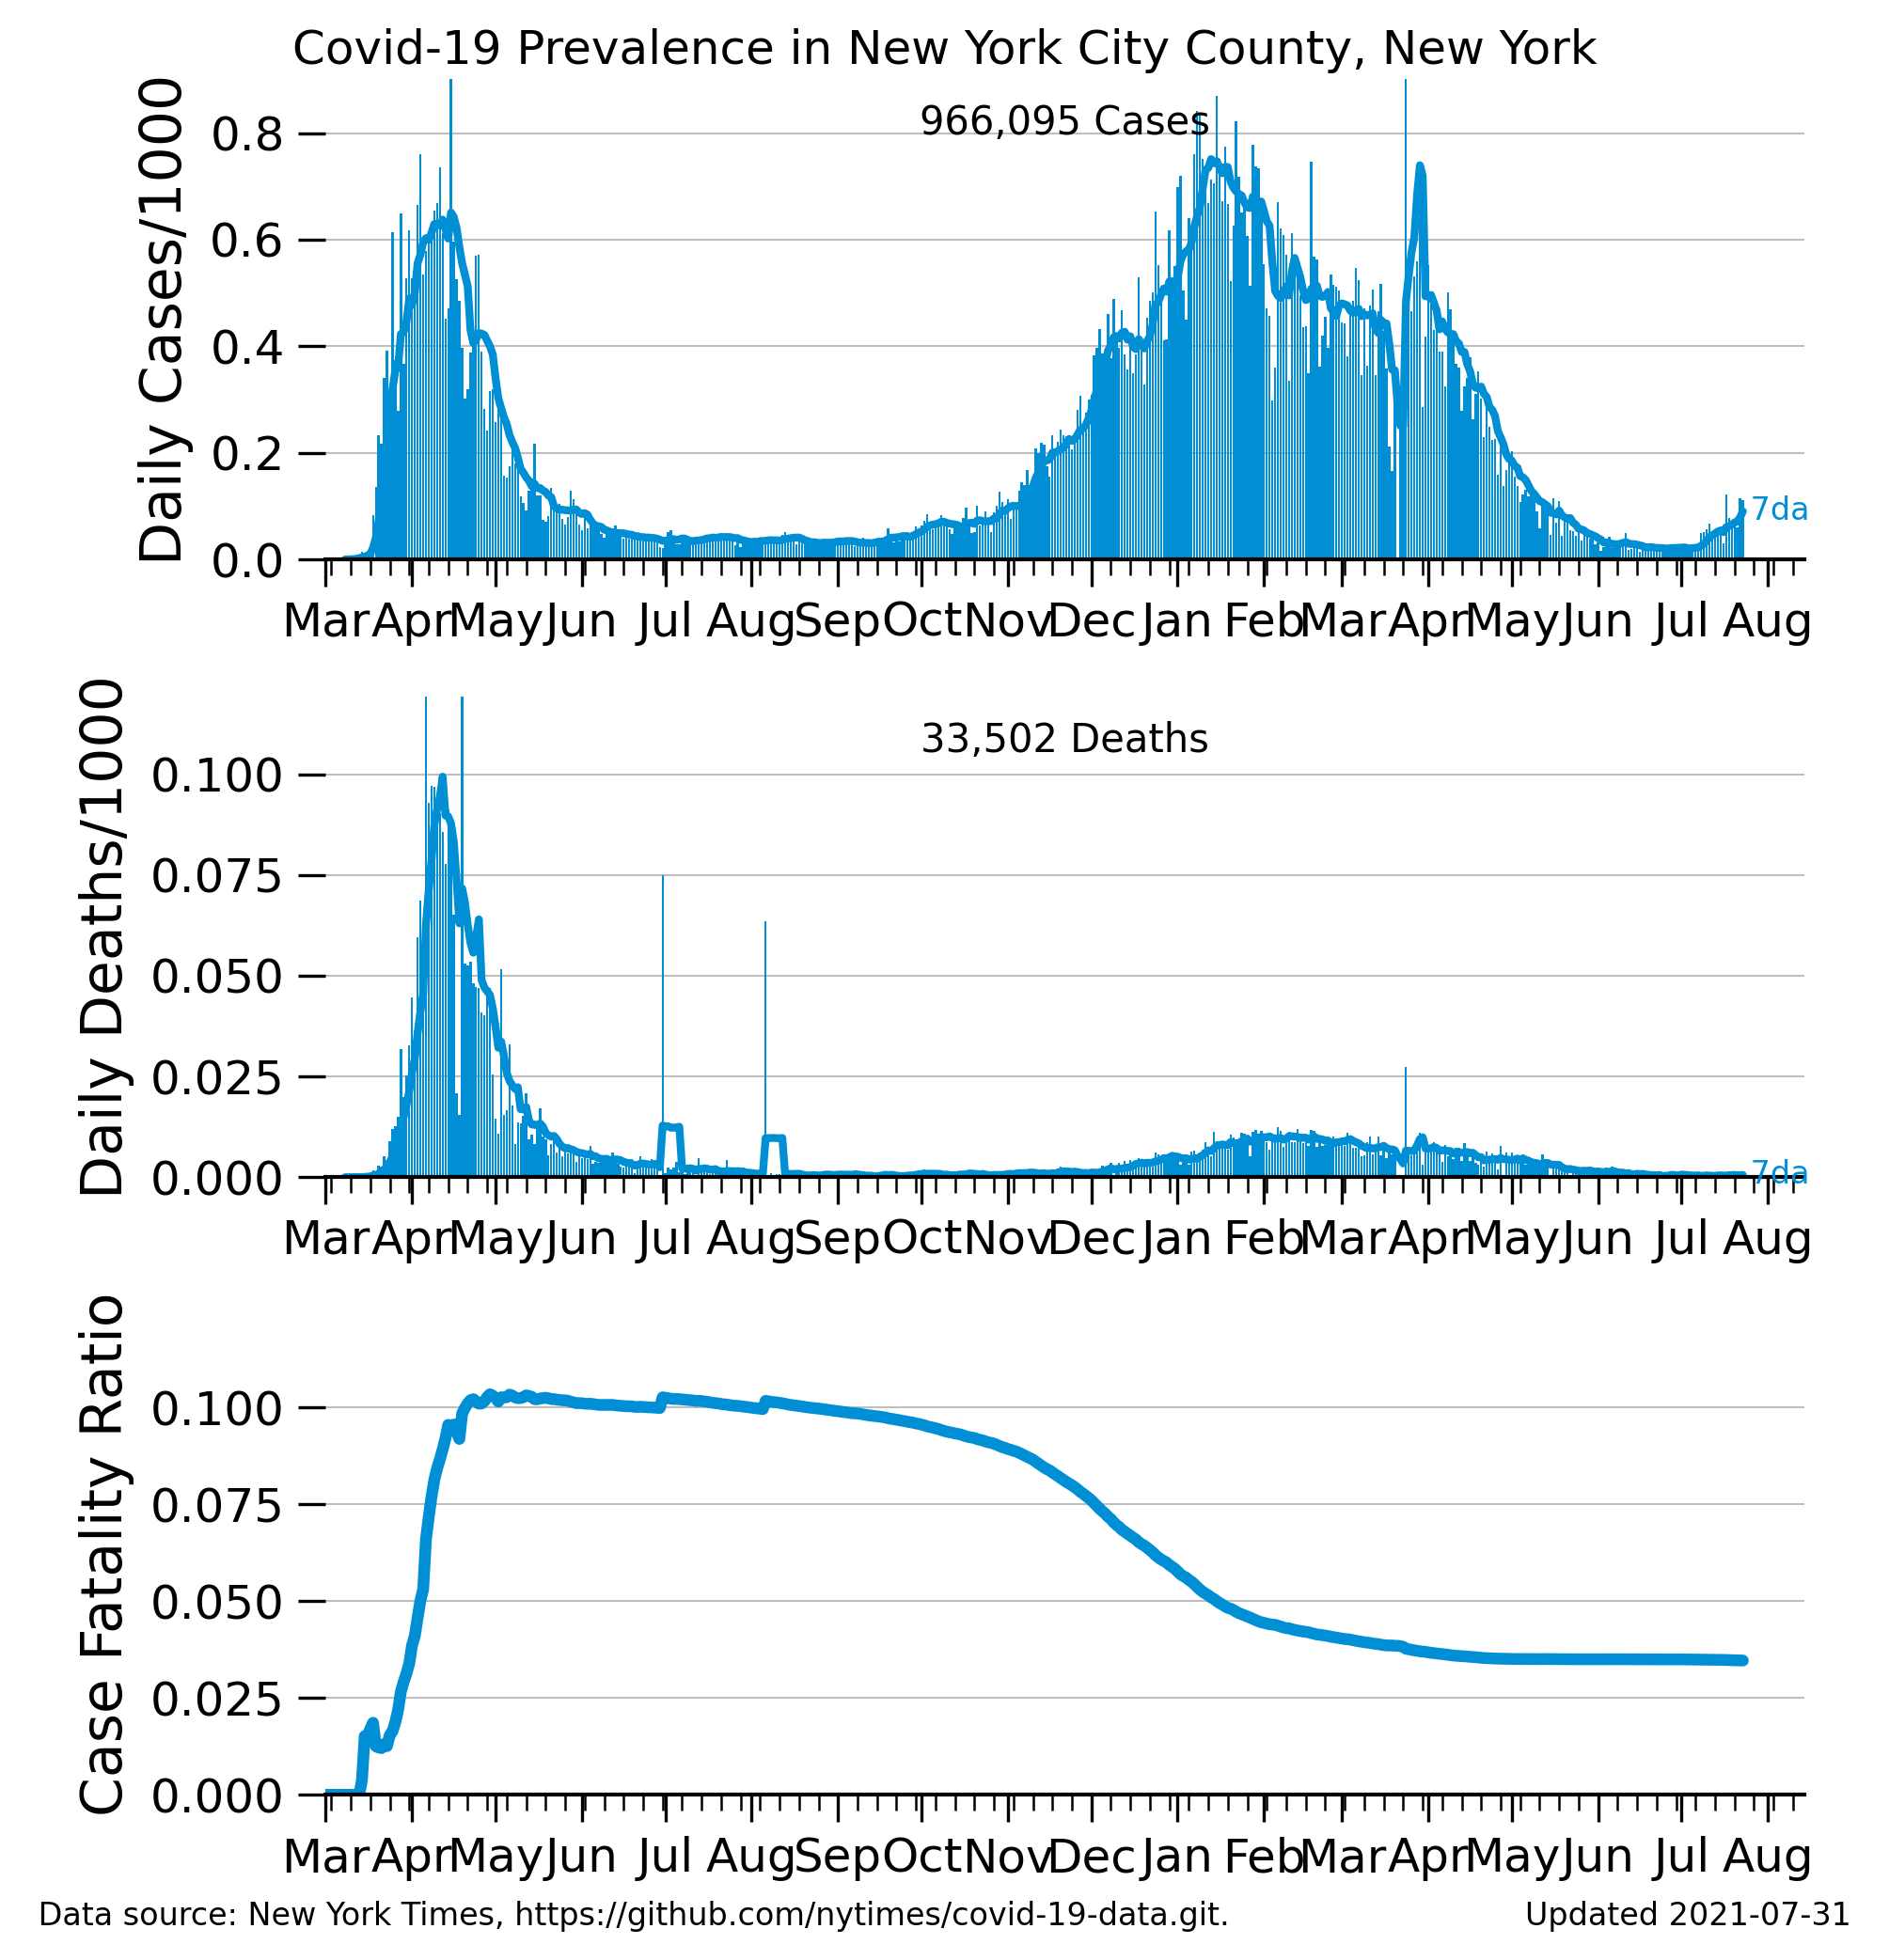 Covid-19 Prevalence in New York City County, New York
966,095 Cases
Daily Cases/1000
0.8
0.6
0.4
0.2
0.0
7da
Mar Apr May Jun Jul Aug Sep Oct Nov Dec Jan Feb Mar Apr May Jun Jul Aug
33,502 Deaths
Daily Deaths/1000
0.100
0.075
0.050
0.025
0.000
7da
Mar Apr May Jun Jul Aug Sep Oct Nov Dec Jan Feb Mar Apr May Jun Jul Aug
Case Fatality Ratio
0.100
0.075
0.050
0.025
0.000
Mar Apr May Jun Jul Aug Sep Oct Nov Dec Jan Feb Mar Apr May Jun Jul Aug
Data source: New York Times, https://github.com/nytimes/covid-19-data.git.
Updated 2021-07-31